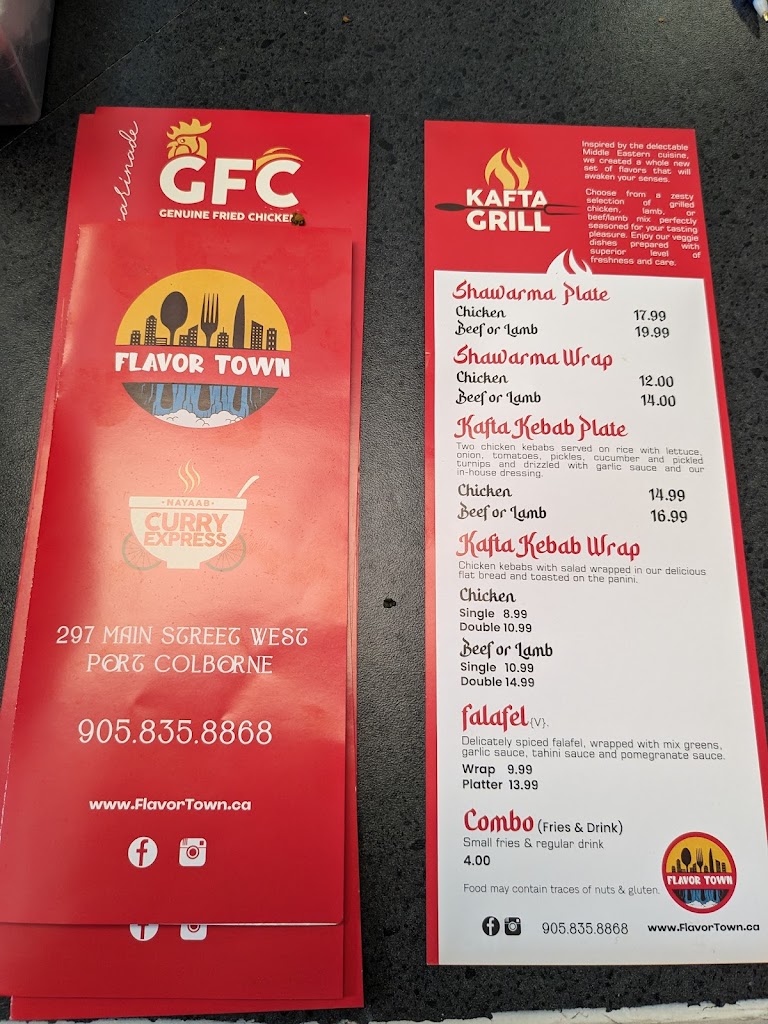 GFC
GENUINE FRIED CHICKEN
FLAVOR TOWN
· NAYAAB ·
CURRY
EXPRESS
297 MAIN STREET WEST
PORT COLBORNE
905.835.8868
www.FlavorTown.ca
KAFTA
GRILL
Inspired by the delectable
Middle Eastern cuisine,
we created a whole new
set of flavors that will
awaken your senses.
Choose from a zesty
selection of grilled
chicken, lamb, or
beef/lamb mix perfectly
seasoned for your tasting
pleasure. Enjoy our veggie
dishes prepared with
superior level of
freshness and care.
Shawarma Plate
Chicken 17.99
Beef or Lamb 19.99
Shawarma Wrap
Chicken 12.00
Beef or Lamb 14.00
Kafta Kebab Plate
Two chicken kebabs served on rice with lettuce,
onion, tomatoes, pickles, cucumber and pickled
turnips and drizzled with garlic sauce and our
in-house dressing.
Chicken 14.99
Beef or Lamb 16.99
Kafta Kebab Wrap
Chicken kebabs with salad wrapped in our delicious
flat bread and toasted on the panini.
Chicken
Single 8.99
Double 10.99
Beef or Lamb
Single 10.99
Double 14.99
falafel {V}.
Delicately spiced falafel, wrapped with mix greens,
garlic sauce, tahini sauce and pomegranate sauce.
Wrap 9.99
Platter 13.99
Combo (Fries & Drink)
Small fries & regular drink
4.00
FLAVOR TOWN
Food may contain traces of nuts & gluten.
905.835.8868 www.FlavorTown.ca